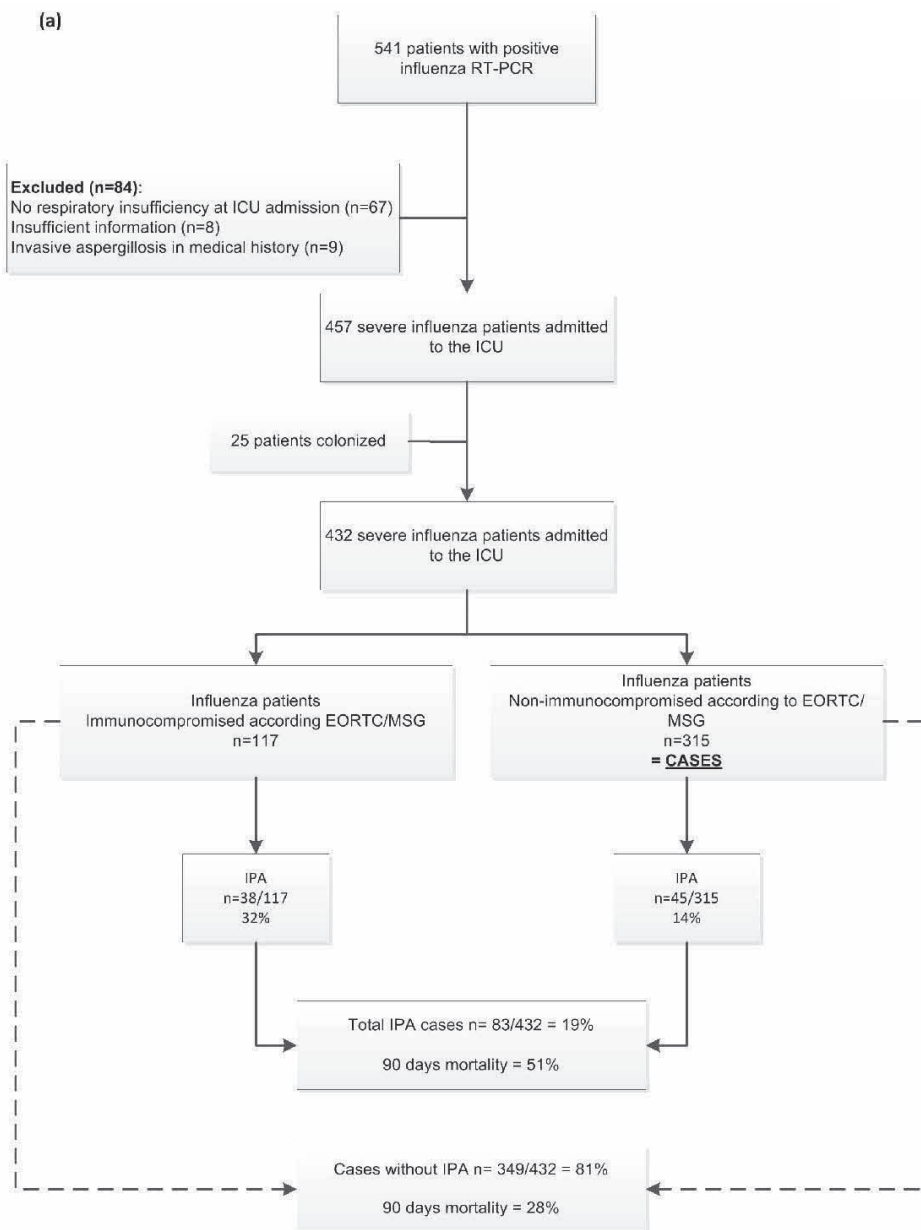 (a)
541 patients with positive
influenza RT-PCR
Excluded (n=84):
No respiratory insufficiency at ICU admission (n=67)
Insufficient information (n=8)
Invasive aspergillosis in medical history (n=9)
457 severe influenza patients admitted
to the ICU
25 patients colonized
432 severe influenza patients admitted
to the ICU
Influenza patients
Immunocompromised according EORTC/MSG
n=117
Influenza patients
Non-immunocompromised according to EORTC/
MSG
n=315
= CASES
IPA
n=38/117
32%
IPA
n=45/315
14%
Total IPA cases n= 83/432 = 19%
90 days mortality = 51%
Cases without IPA n= 349/432 = 81%
90 days mortality = 28%